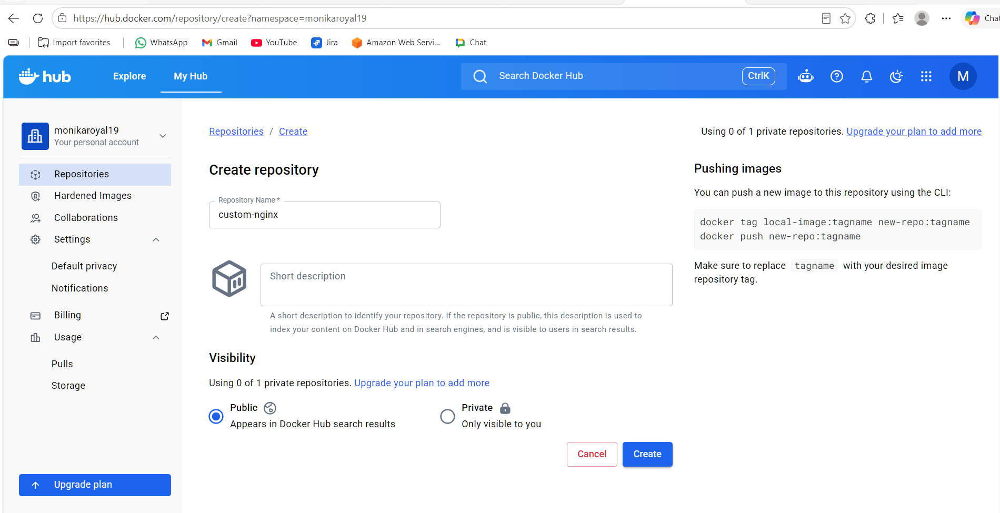 https://hub.docker.com/repository/create?namespace=monikaroyal19
Import favorites
WhatsApp
Gmail
YouTube
Jira
Amazon Web Servi...
Chat
hub
Explore
My Hub
Search Docker Hub
CtrlK
M
monikaroyal19
Your personal account
Repositories
Hardened Images
Collaborations
Settings
Default privacy
Notifications
Billing
Usage
Pulls
Storage
Upgrade plan
Repositories / Create
Using 0 of 1 private repositories. Upgrade your plan to add more
Create repository
Repository Name *
custom-nginx
Short description
A short description to identify your repository. If the repository is public, this description is used to
index your content on Docker Hub and in search engines, and is visible to users in search results.
Visibility
Using 0 of 1 private repositories. Upgrade your plan to add more
Public
Appears in Docker Hub search results
Private
Only visible to you
Cancel
Create
Pushing images
You can push a new image to this repository using the CLI:
docker tag local-image:tagname new-repo:tagname
docker push new-repo:tagname
Make sure to replace tagname with your desired image
repository tag.